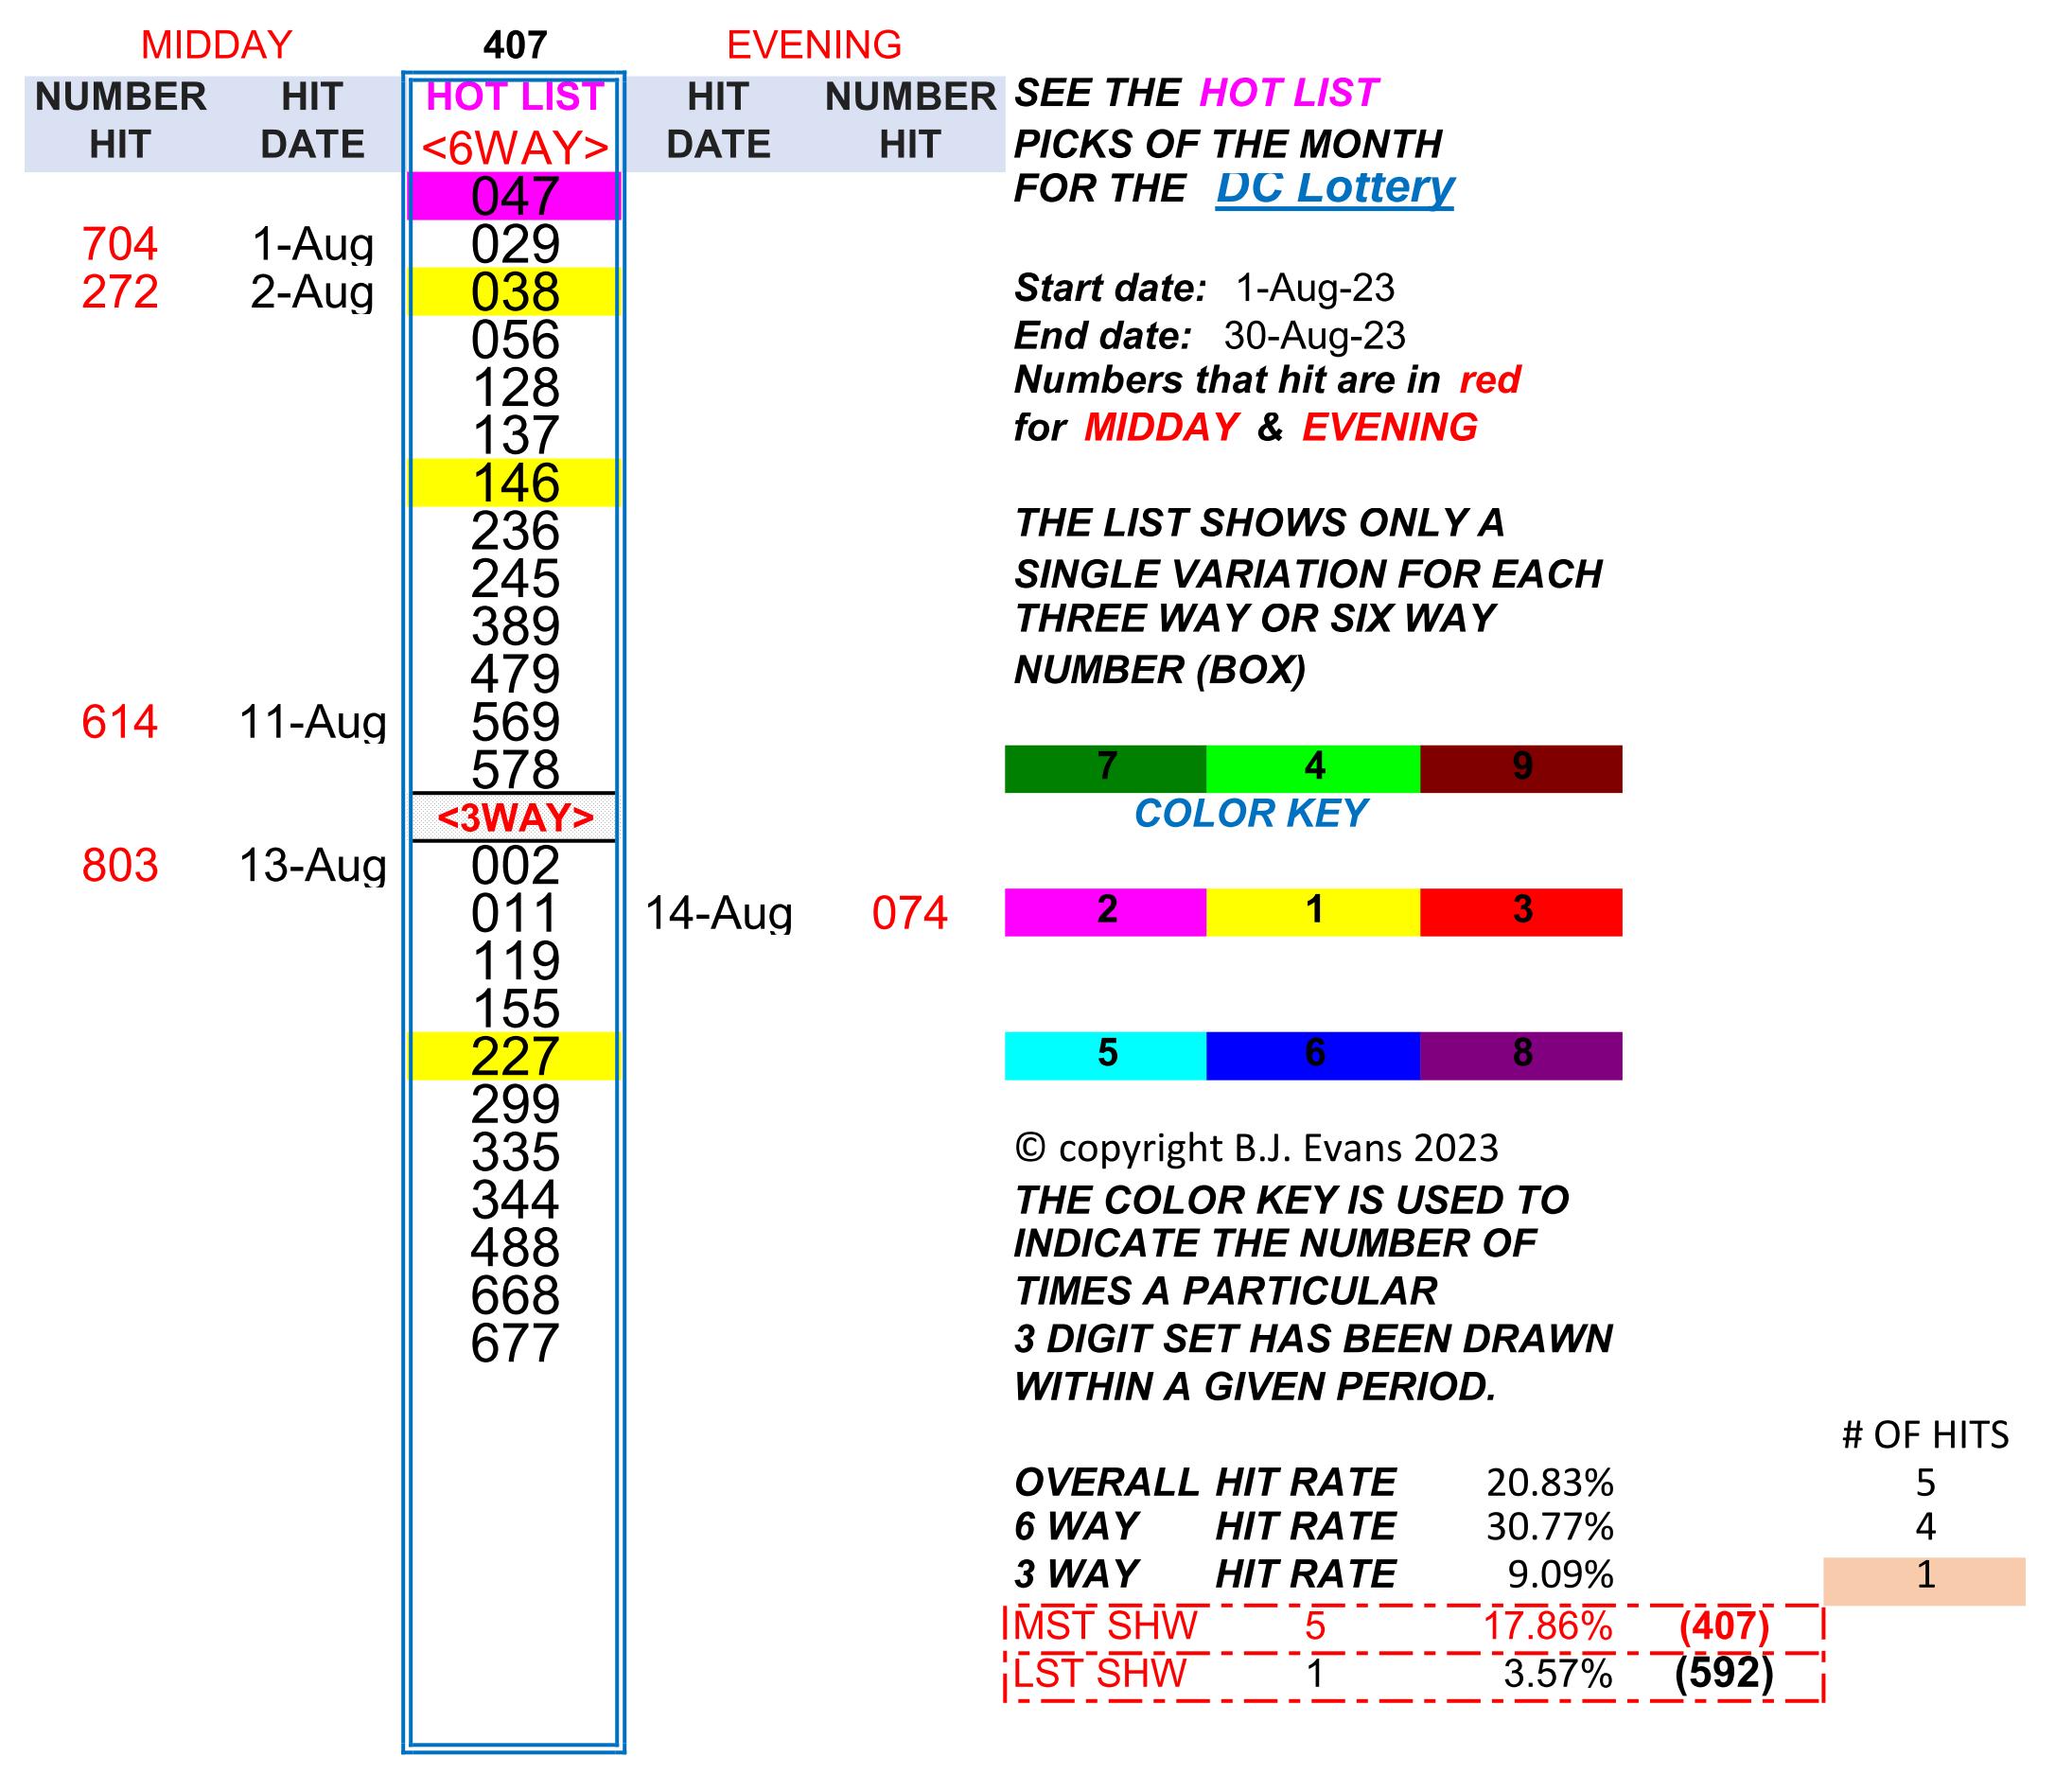 MIDDAY 407 EVENING
NUMBER HIT HOT LIST HIT NUMBER SEE THE HOT LIST
HIT DATE <6WAY> DATE HIT PICKS OF THE MONTH
047 FOR THE DC Lottery
704 1-Aug 029
272 2-Aug 038 Start date: 1-Aug-23
056 End date: 30-Aug-23
128 Numbers that hit are in red
137 for MIDDAY & EVENING
146
236 THE LIST SHOWS ONLY A
245 SINGLE VARIATION FOR EACH
389 THREE WAY OR SIX WAY
479 NUMBER (BOX)
614 11-Aug 569
578 7 4 9
<3WAY> COLOR KEY
803 13-Aug 002
011 14-Aug 074 2 1 3
119
155
227 5 6 8
299
335 © copyright B.J. Evans 2023
344 THE COLOR KEY IS USED TO
488 INDICATE THE NUMBER OF
668 TIMES A PARTICULAR
677 3 DIGIT SET HAS BEEN DRAWN
WITHIN A GIVEN PERIOD.
# OF HITS
OVERALL HIT RATE 20.83% 5
6 WAY HIT RATE 30.77% 4
3 WAY HIT RATE 9.09% 1
MST SHW 5 17.86% (407)
LST SHW 1 3.57% (592)